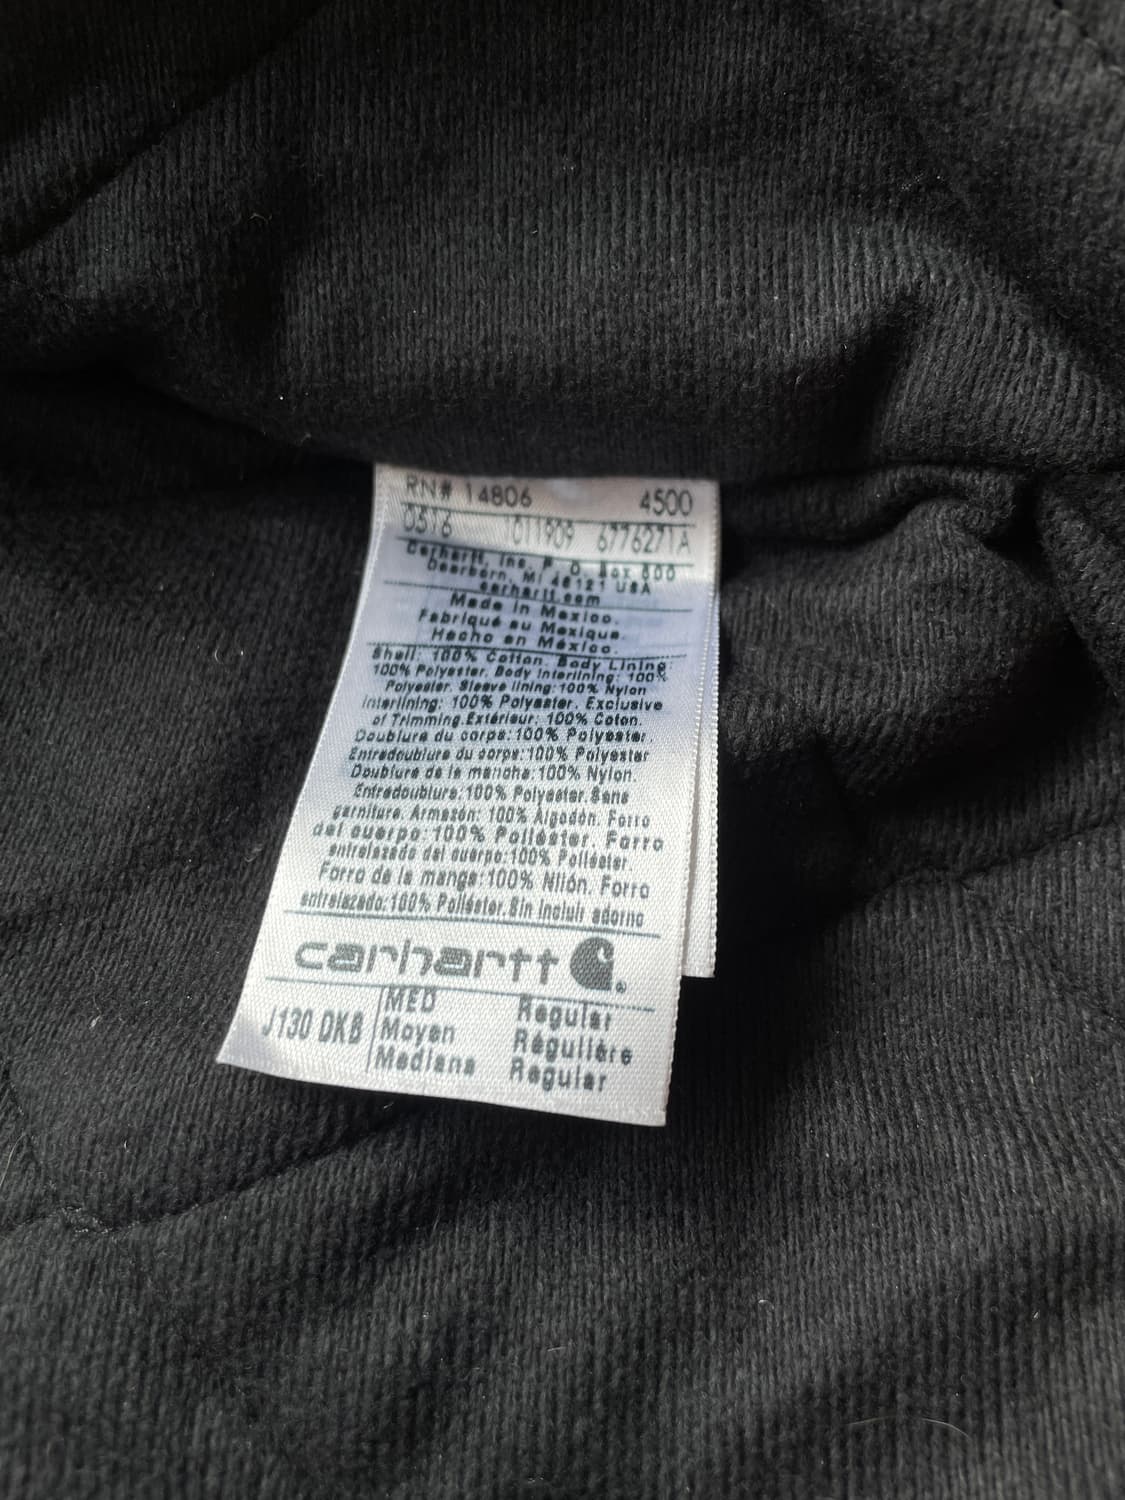 RN# 14806 4500
0516 1011909 6776271A
Carhartt, Inc. P. O. Box 600
Dearborn, MI 48121 USA
carhartt.com
Made in Mexico.
Fabriqué au Mexique.
Hecho en México.
Shell: 100% Cotton. Body Lining:
100% Polyester. Body Interlining: 100%
Polyester. Sleeve lining:100% Nylon
Interlining: 100% Polyester. Exclusive
of Trimming.Extérieur: 100% Coton.
Doublure du corps:100% Polyester.
Entredoublure du corps:100% Polyester
Doublure de la manche:100% Nylon.
Entredoublure:100% Polyester.Sans
garniture. Armazón: 100% Algodón. Forro
del cuerpo:100% Poliéster. Forro
entrelazado del cuerpo:100% Poliéster.
Forro de la manga:100% Nilón. Forro
entrelazado:100% Poliéster.Sin incluir adorno
carhartt
J130 DKB MED Regular
Moyen Régulière
Mediana Regular